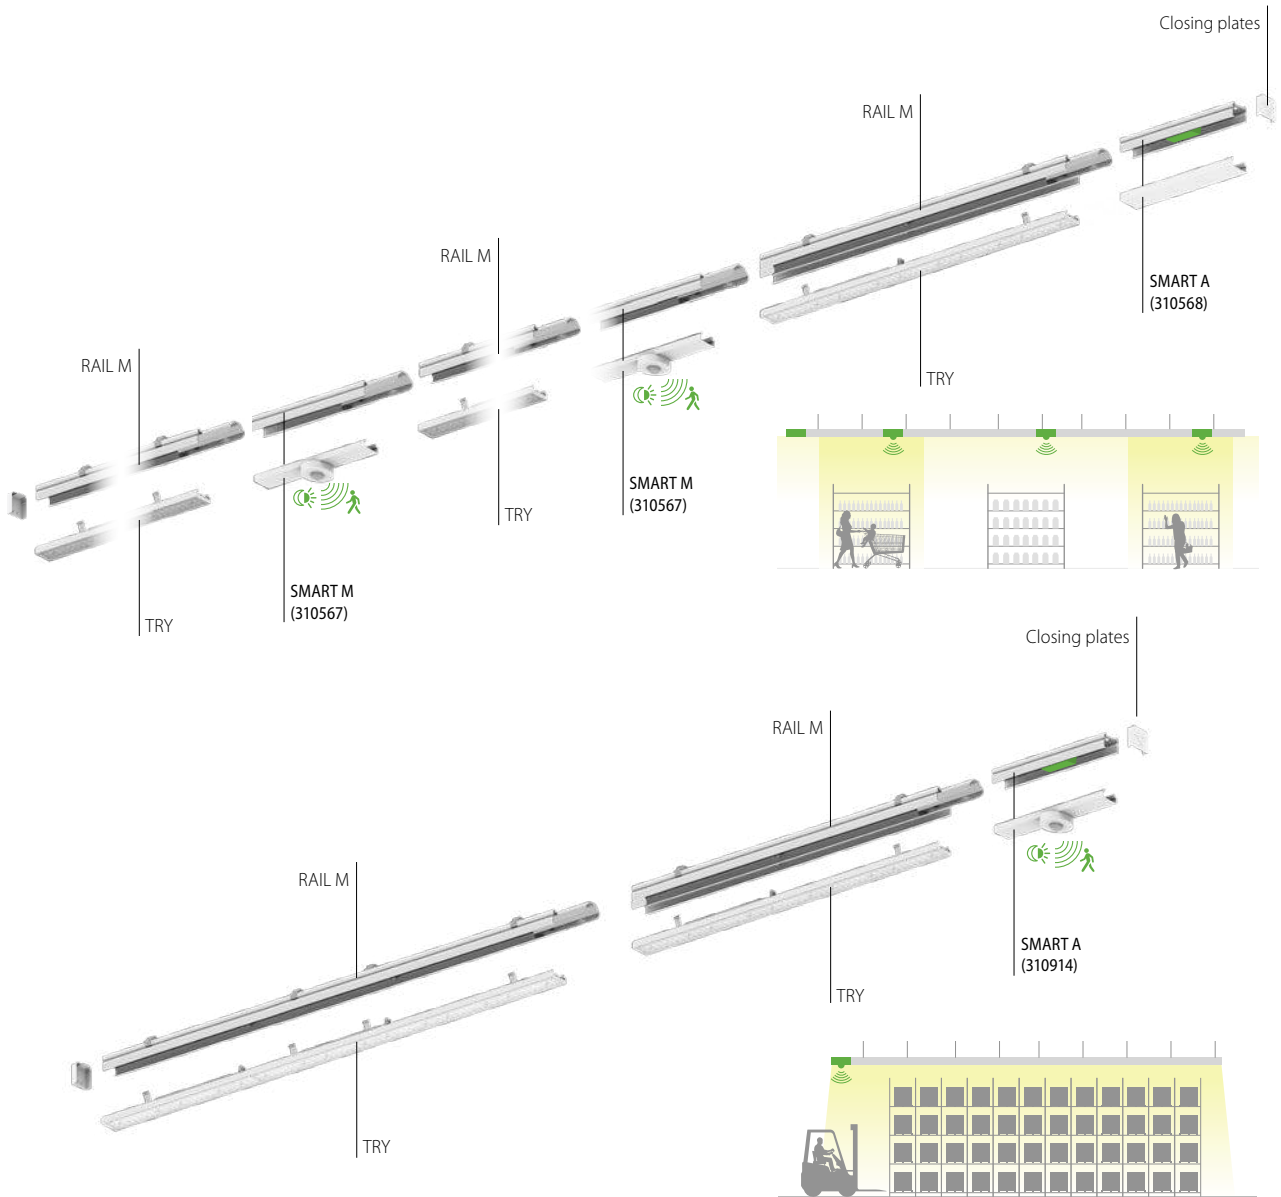 Closing plates
RAIL M
SMART A
(310568)
RAIL M
TRY
RAIL M
SMART M
(310567)
TRY
SMART M
(310567)
TRY
Closing plates
RAIL M
RAIL M
SMART A
(310914)
TRY
TRY